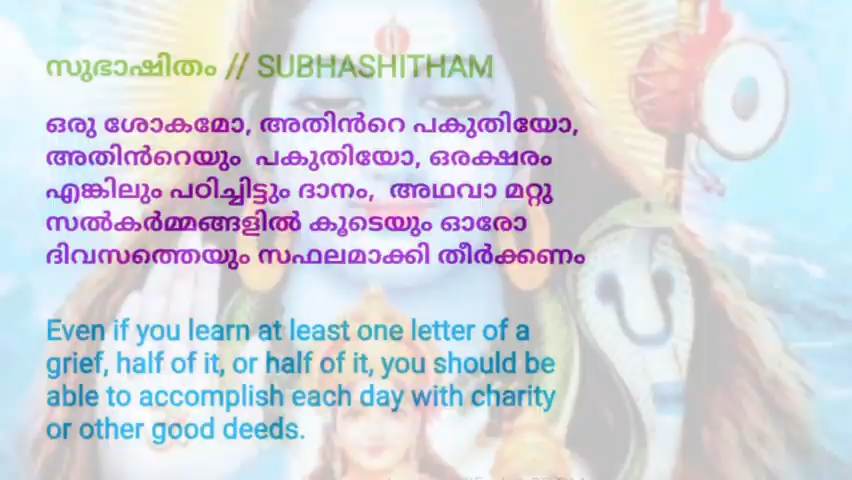 സുഭാഷിതം // SUBHASHITHAM
ഒരു ശോകമോ, അതിൻറെ പകുതിയോ,
അതിൻറെയും പകുതിയോ, ഒരക്ഷരം
എങ്കിലും പഠിച്ചിട്ടും ദാനം, അഥവാ മറ്റു
സൽകർമ്മങ്ങളിൽ കൂടെയും ഓരോ
ദിവസത്തെയും സഫലമാക്കി തീർക്കണം
Even if you learn at least one letter of a
grief, half of it, or half of it, you should be
able to accomplish each day with charity
or other good deeds.